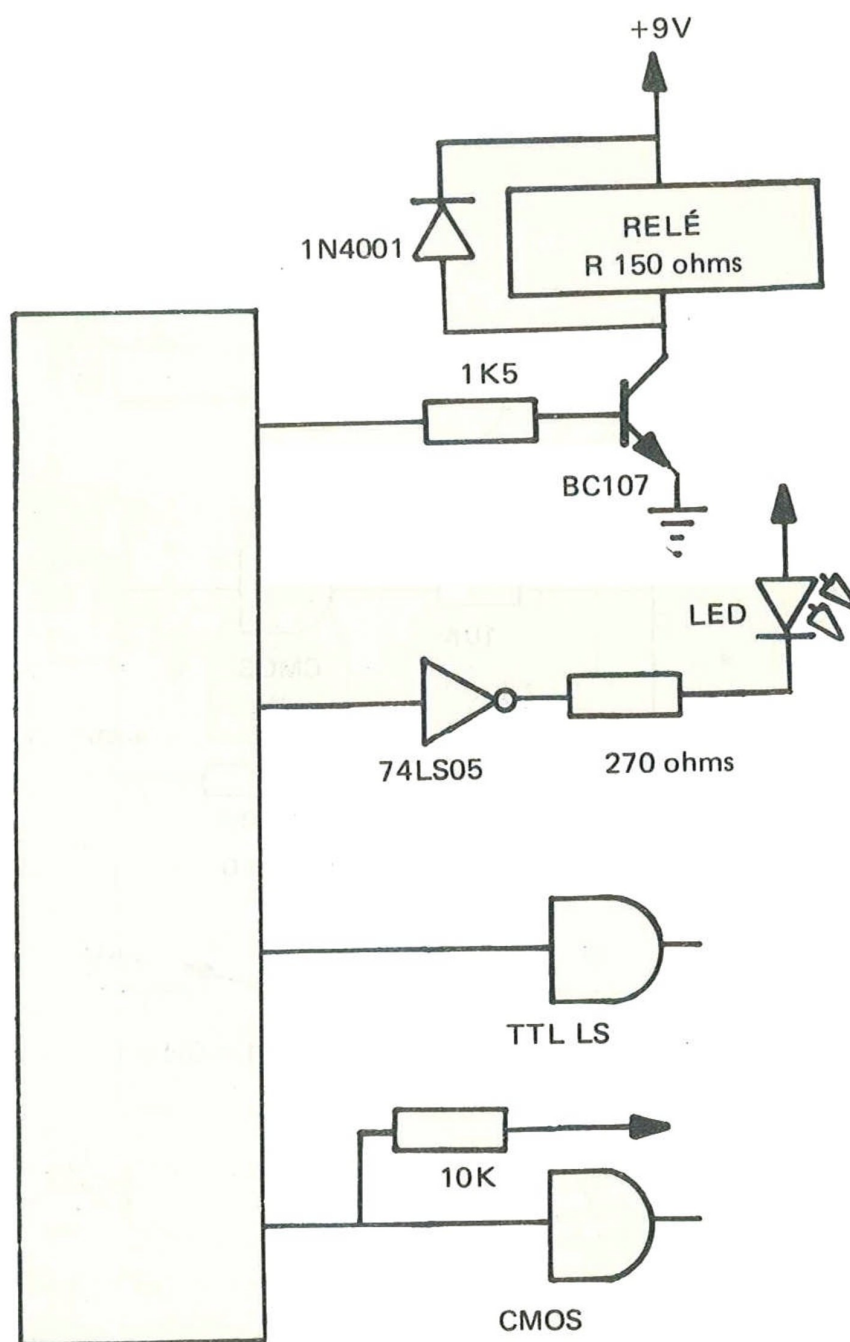 +9V
RELÉ
R 150 ohms
1N4001
1K5
BC107
LED
74LS05
270 ohms
TTL LS
10K
CMOS